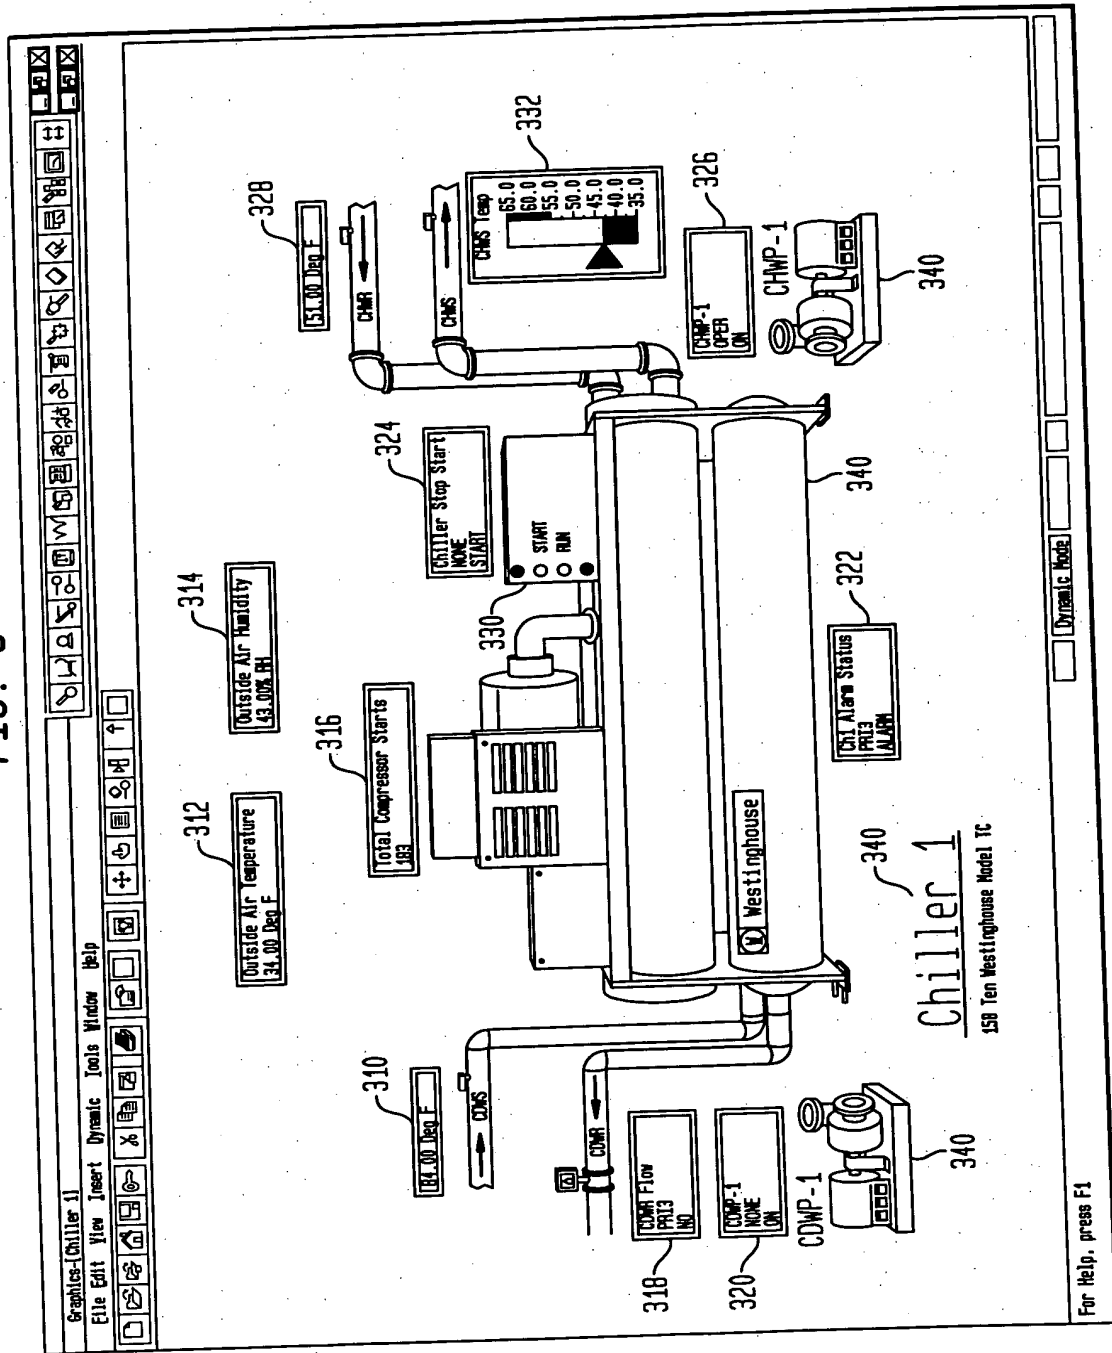 Graphics-[Chiller 1]
File Edit View Insert Dynamic Tools Window Help
312
Outside Air Temperature
34.00 Deg F
314
Outside Air Humidity
43.00% RH
316
Total Compressor Starts
183
310
84.00 Deg F
CDWS
CDWR
318
CDWR Flow
PRI3
NO
320
CDWP-1
NONE
ON
CDWP-1
340
324
Chiller Stop Start
NONE
START
330
START
RUN
328
51.00 Deg F
CHWR
CHWS
332
CHWS Temp
65.0
60.0
55.0
50.0
45.0
40.0
35.0
326
CHWP-1
OPER
ON
CHWP-1
340
W Westinghouse
340
322
Ch1 Alarm Status
PRI3
ALARM
340
Chiller 1
150 Ten Westinghouse Model TC
For Help, press F1
Dynamic Mode